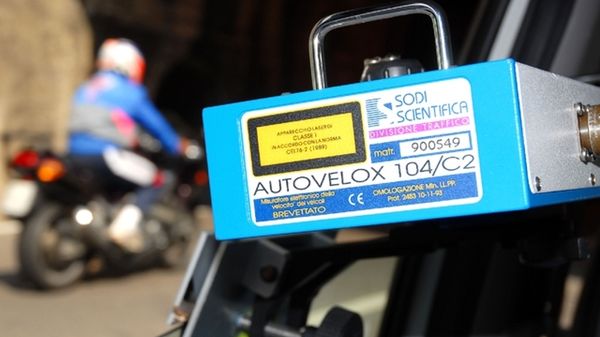 SODI
SCIENTIFICA
DIVISIONE TRAFFICO
matr. 900549
APPARECCHIO LASER DI
CLASSE I
IN ACCORDO CON LA NORMA
CEI 76-2 (1989)
AUTOVELOX 104/C2
Misuratore elettronico della
velocità dei veicoli
BREVETTATO
CE
OMOLOGAZIONE Min. LL.PP.
Prot. 2483 10-11-93